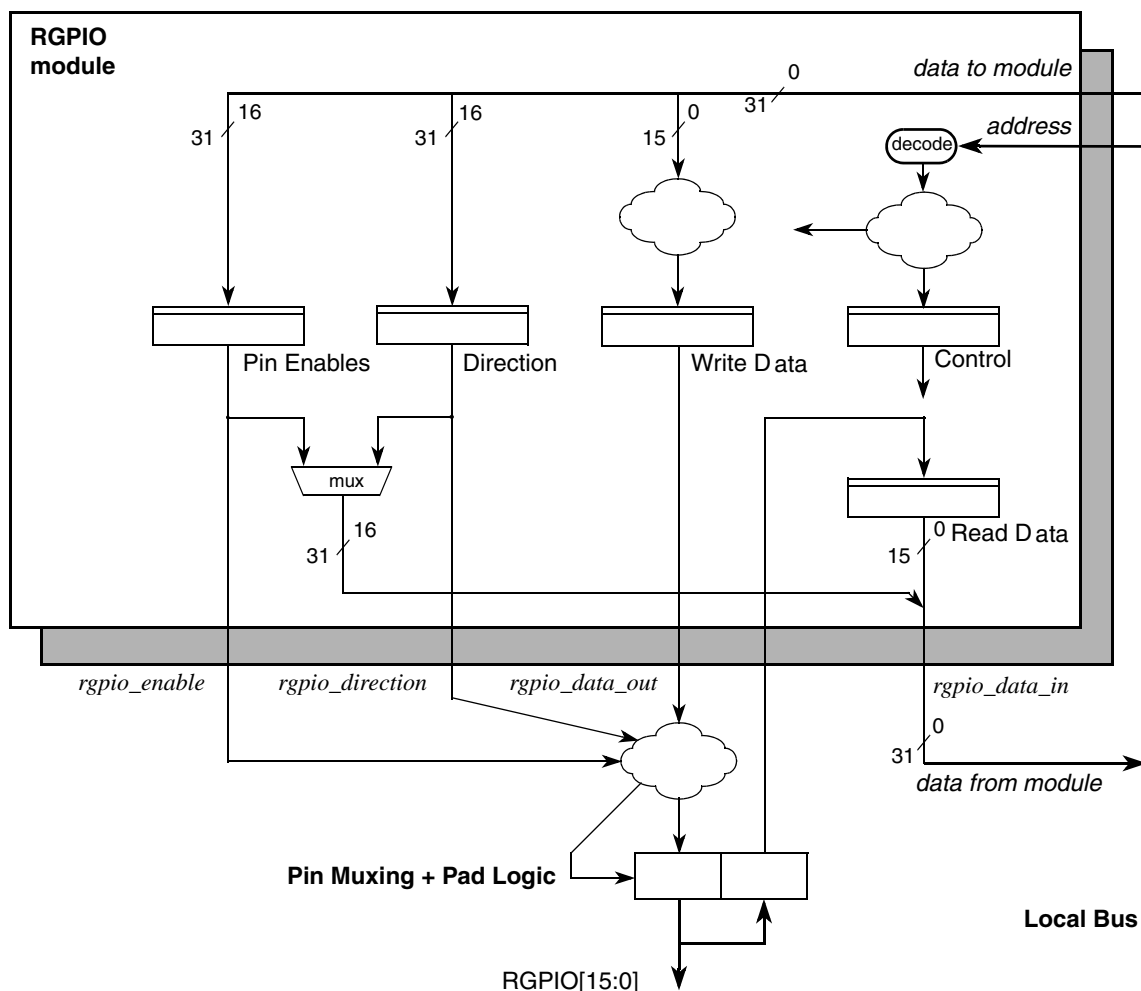 RGPIO
module
0
31
data to module
16
31
16
31
0
15
address
decode
Pin Enables
Direction
Write Data
Control
mux
16
31
0
15
Read Data
rgpio_enable
rgpio_direction
rgpio_data_out
rgpio_data_in
0
31
data from module
Pin Muxing + Pad Logic
Local Bus
RGPIO[15:0]